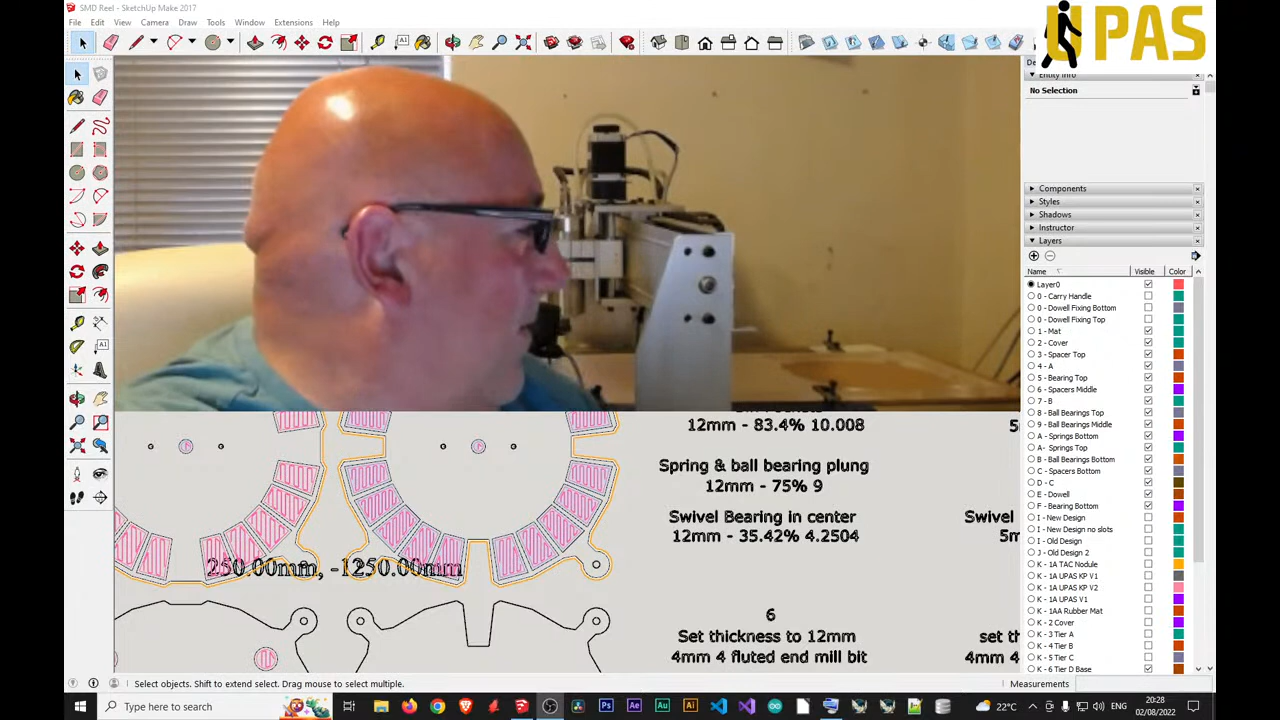 SMD Reel - SketchUp Make 2017
File Edit View Camera Draw Tools Window Extensions Help
UPAS
Entity Info
No Selection
Components
Styles
Shadows
Instructor
Layers
Name Visible Color
Layer0
0 - Carry Handle
0 - Dowell Fixing Bottom
0 - Dowell Fixing Top
1 - Mat
2 - Cover
3 - Spacer Top
4 - A
5 - Bearing Top
6 - Spacers Middle
7 - B
8 - Ball Bearings Top
9 - Ball Bearings Middle
A - Springs Bottom
A- Springs Top
B - Ball Bearings Bottom
C - Spacers Bottom
D - C
E - Dowell
F - Bearing Bottom
I - New Design
I - New Design no slots
I - Old Design
J - Old Design 2
K - 1A TAC Nodule
K - 1A UPAS KP V1
K - 1A UPAS KP V2
K - 1A UPAS V1
K - 1AA Rubber Mat
K - 2 Cover
K - 3 Tier A
K - 4 Tier B
K - 5 Tier C
K - 6 Tier D Base
12mm - 83.4% 10.008
Spring & ball bearing plung
12mm - 75% 9
Swivel Bearing in center
12mm - 35.42% 4.2504
Swivel
5m
250.00mm, -1250.00mm
6
Set thickness to 12mm
4mm 4 fluted end mill bit
set th
4mm 4
Select objects. Shift to extend select. Drag mouse to select multiple.
Measurements
Type here to search
22°C
ENG
20:28
02/08/2022